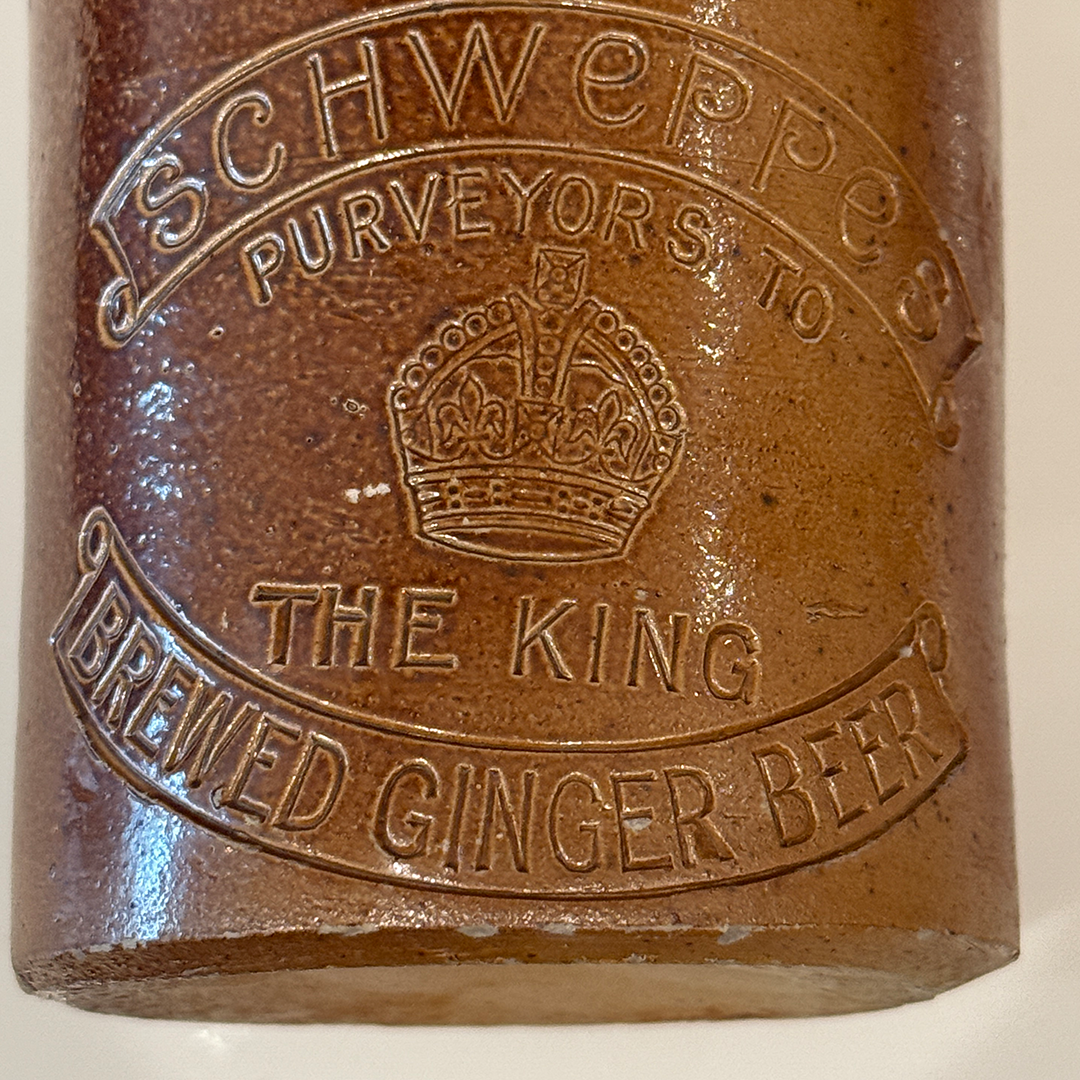 SCHWePPeS
PURVEYORS TO
THE KING
BREWED GINGER BEER